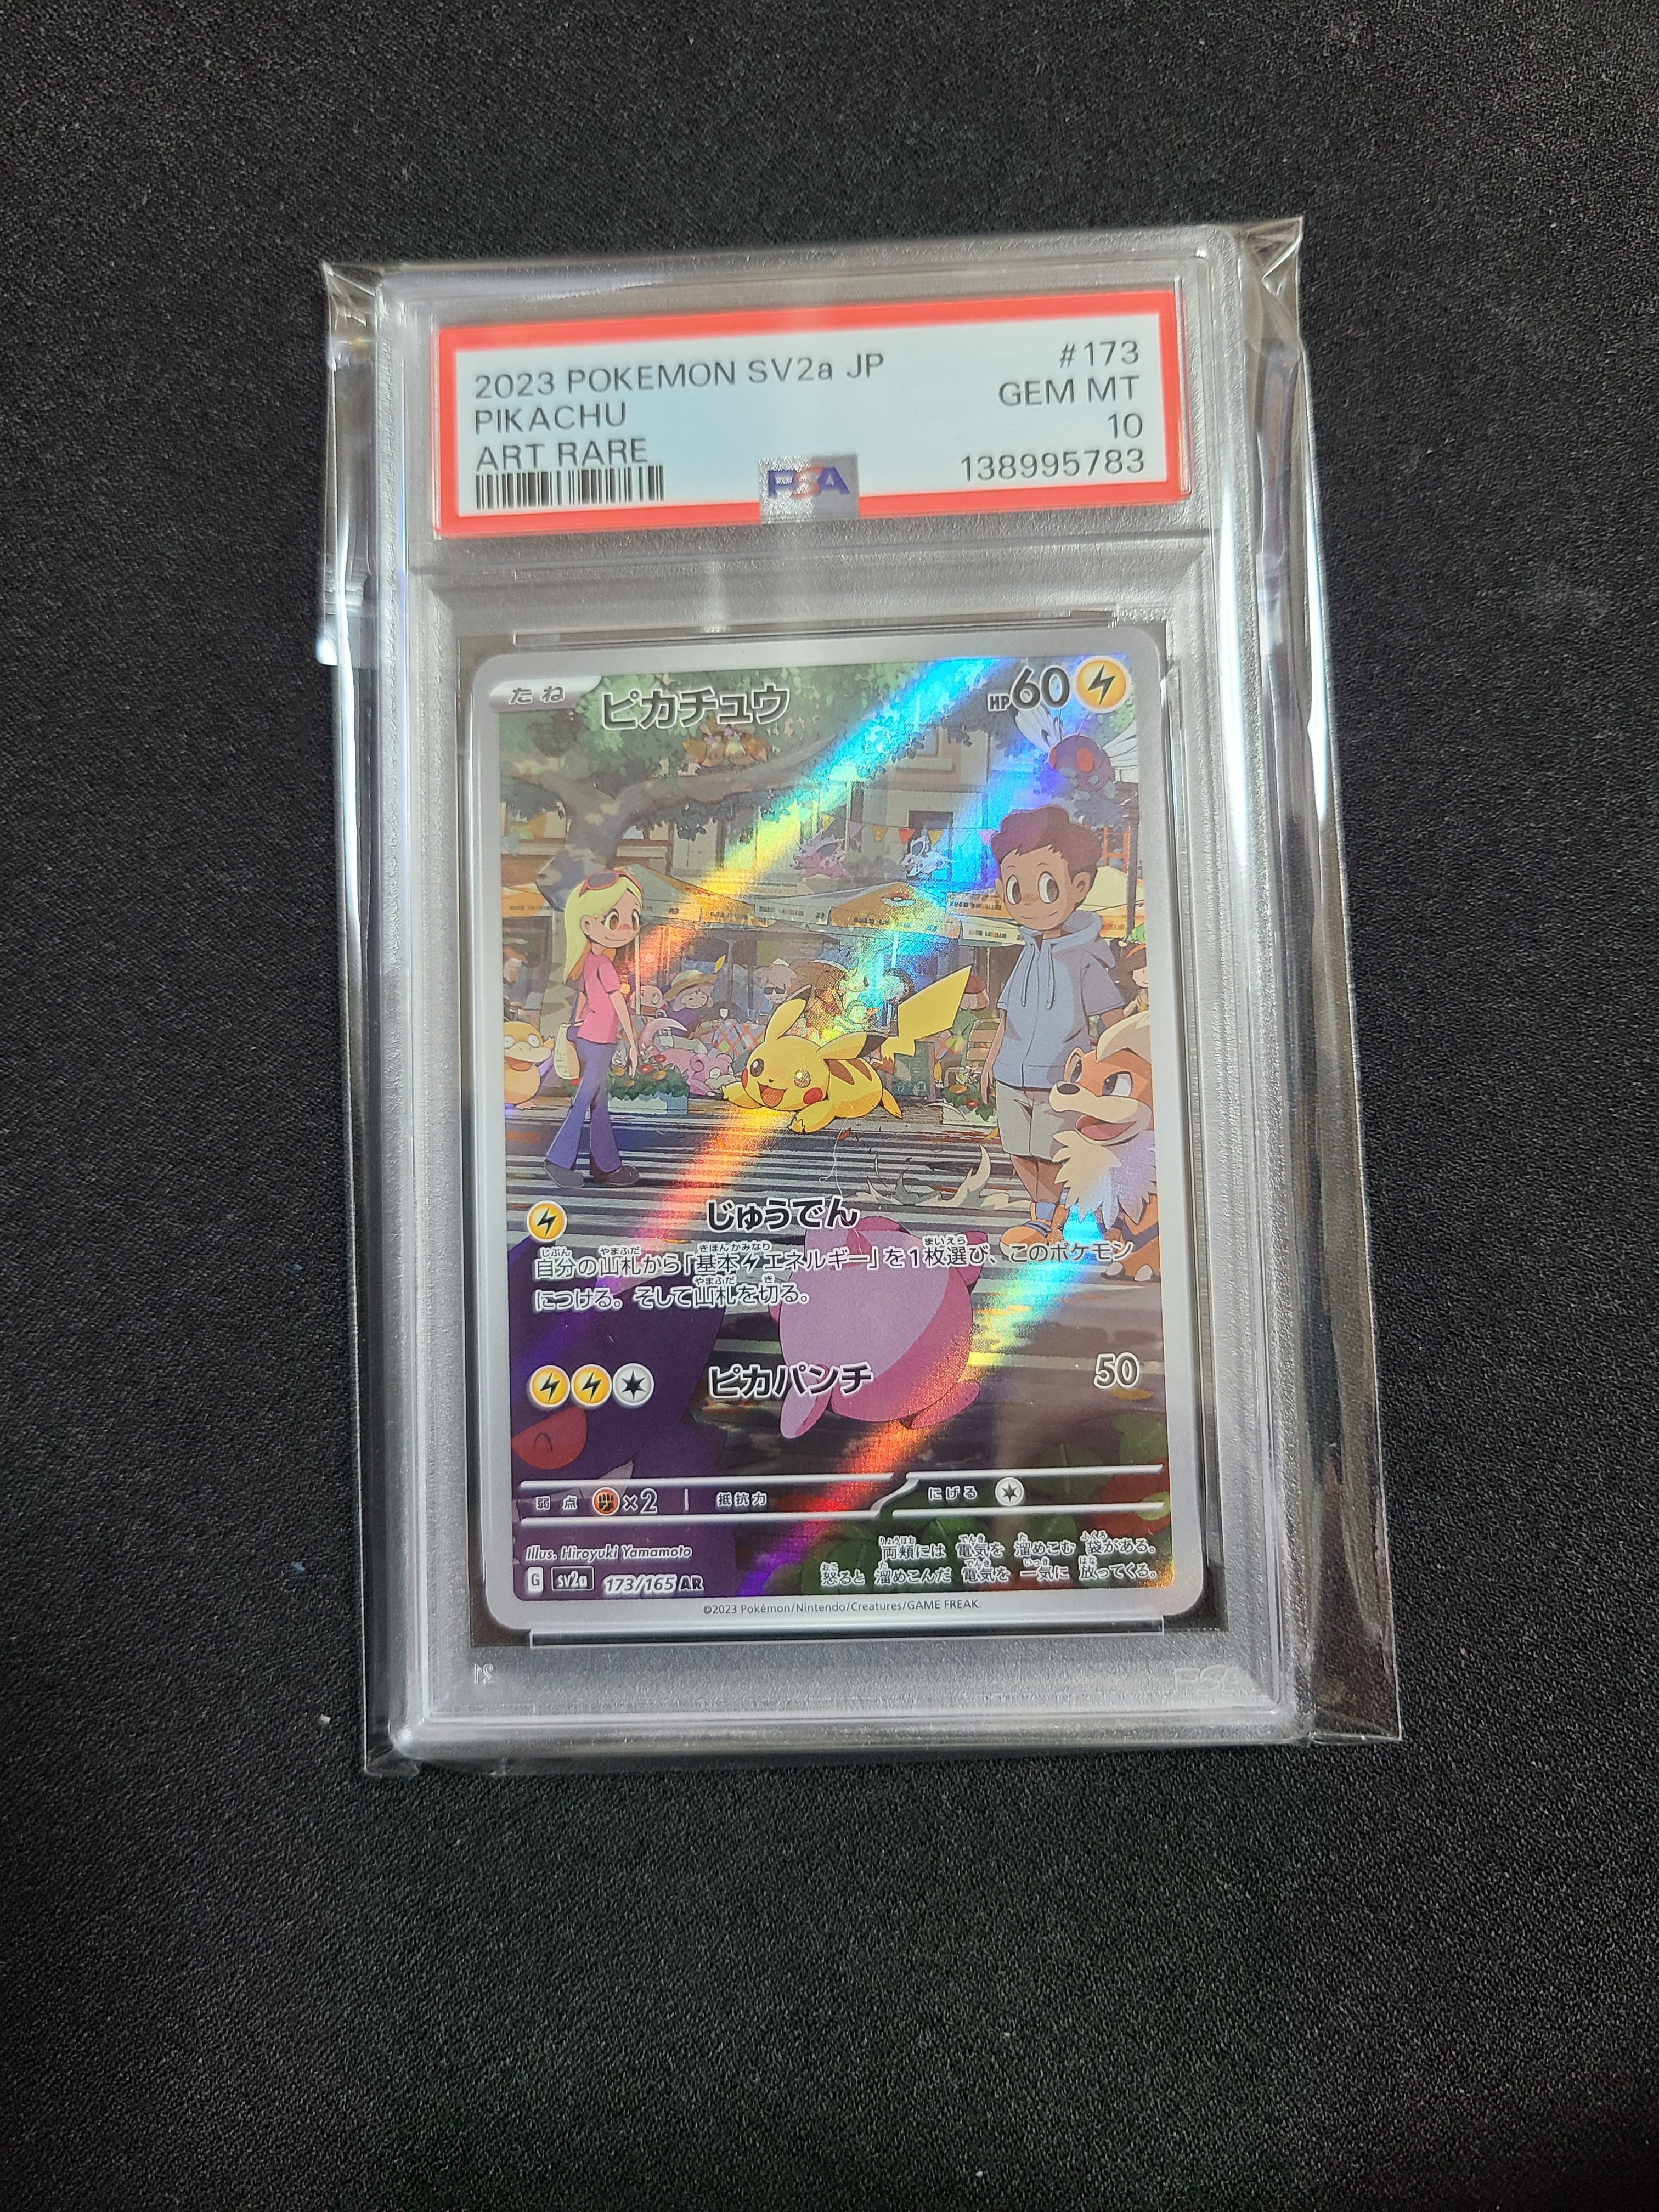 2023 POKEMON SV2a JP #173
PIKACHU GEM MT
ART RARE 10
PSA 138995783
たね ピカチュウ HP60
じゅうでん
自分の山札から「基本エネルギー」を1枚選び、このポケモン
につける。そして山札を切る。
ピカパンチ 50
弱点 ×2 抵抗力 にげる
Illus. Hiroyuki Yamamoto
両頬には 電気を 溜めこむ 袋がある。
怒ると 溜めこんだ 電気を 一気に 放ってくる。
G sv2a 173/165 AR
©2023 Pokémon/Nintendo/Creatures/GAME FREAK.
PSA